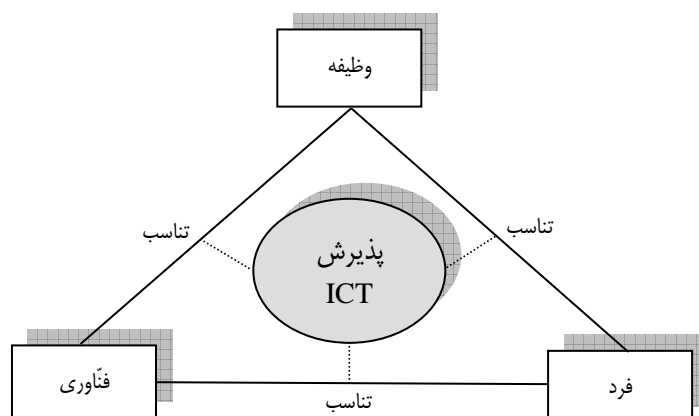 وظیفه
تناسب
تناسب
پذیرش
ICT
فنّاوری
فرد
تناسب